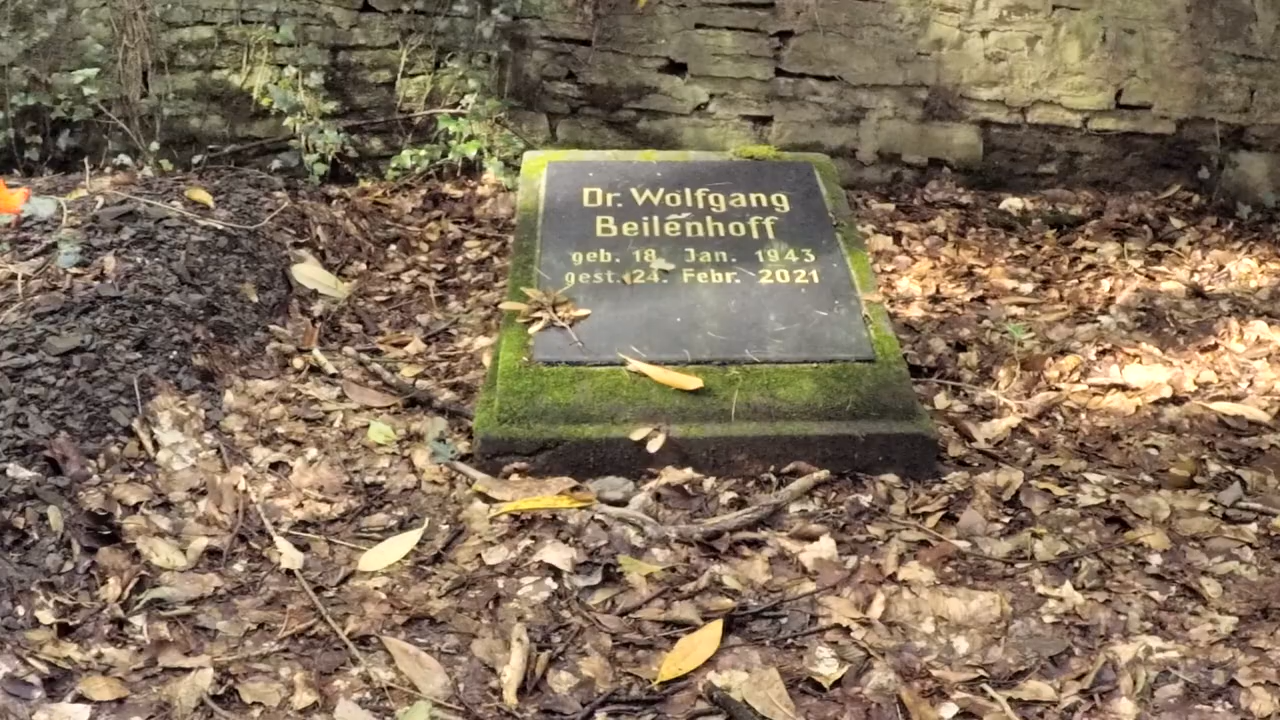 Dr. Wolfgang
Beilenhoff
geb. 18. Jan. 1943
gest. 24. Febr. 2021